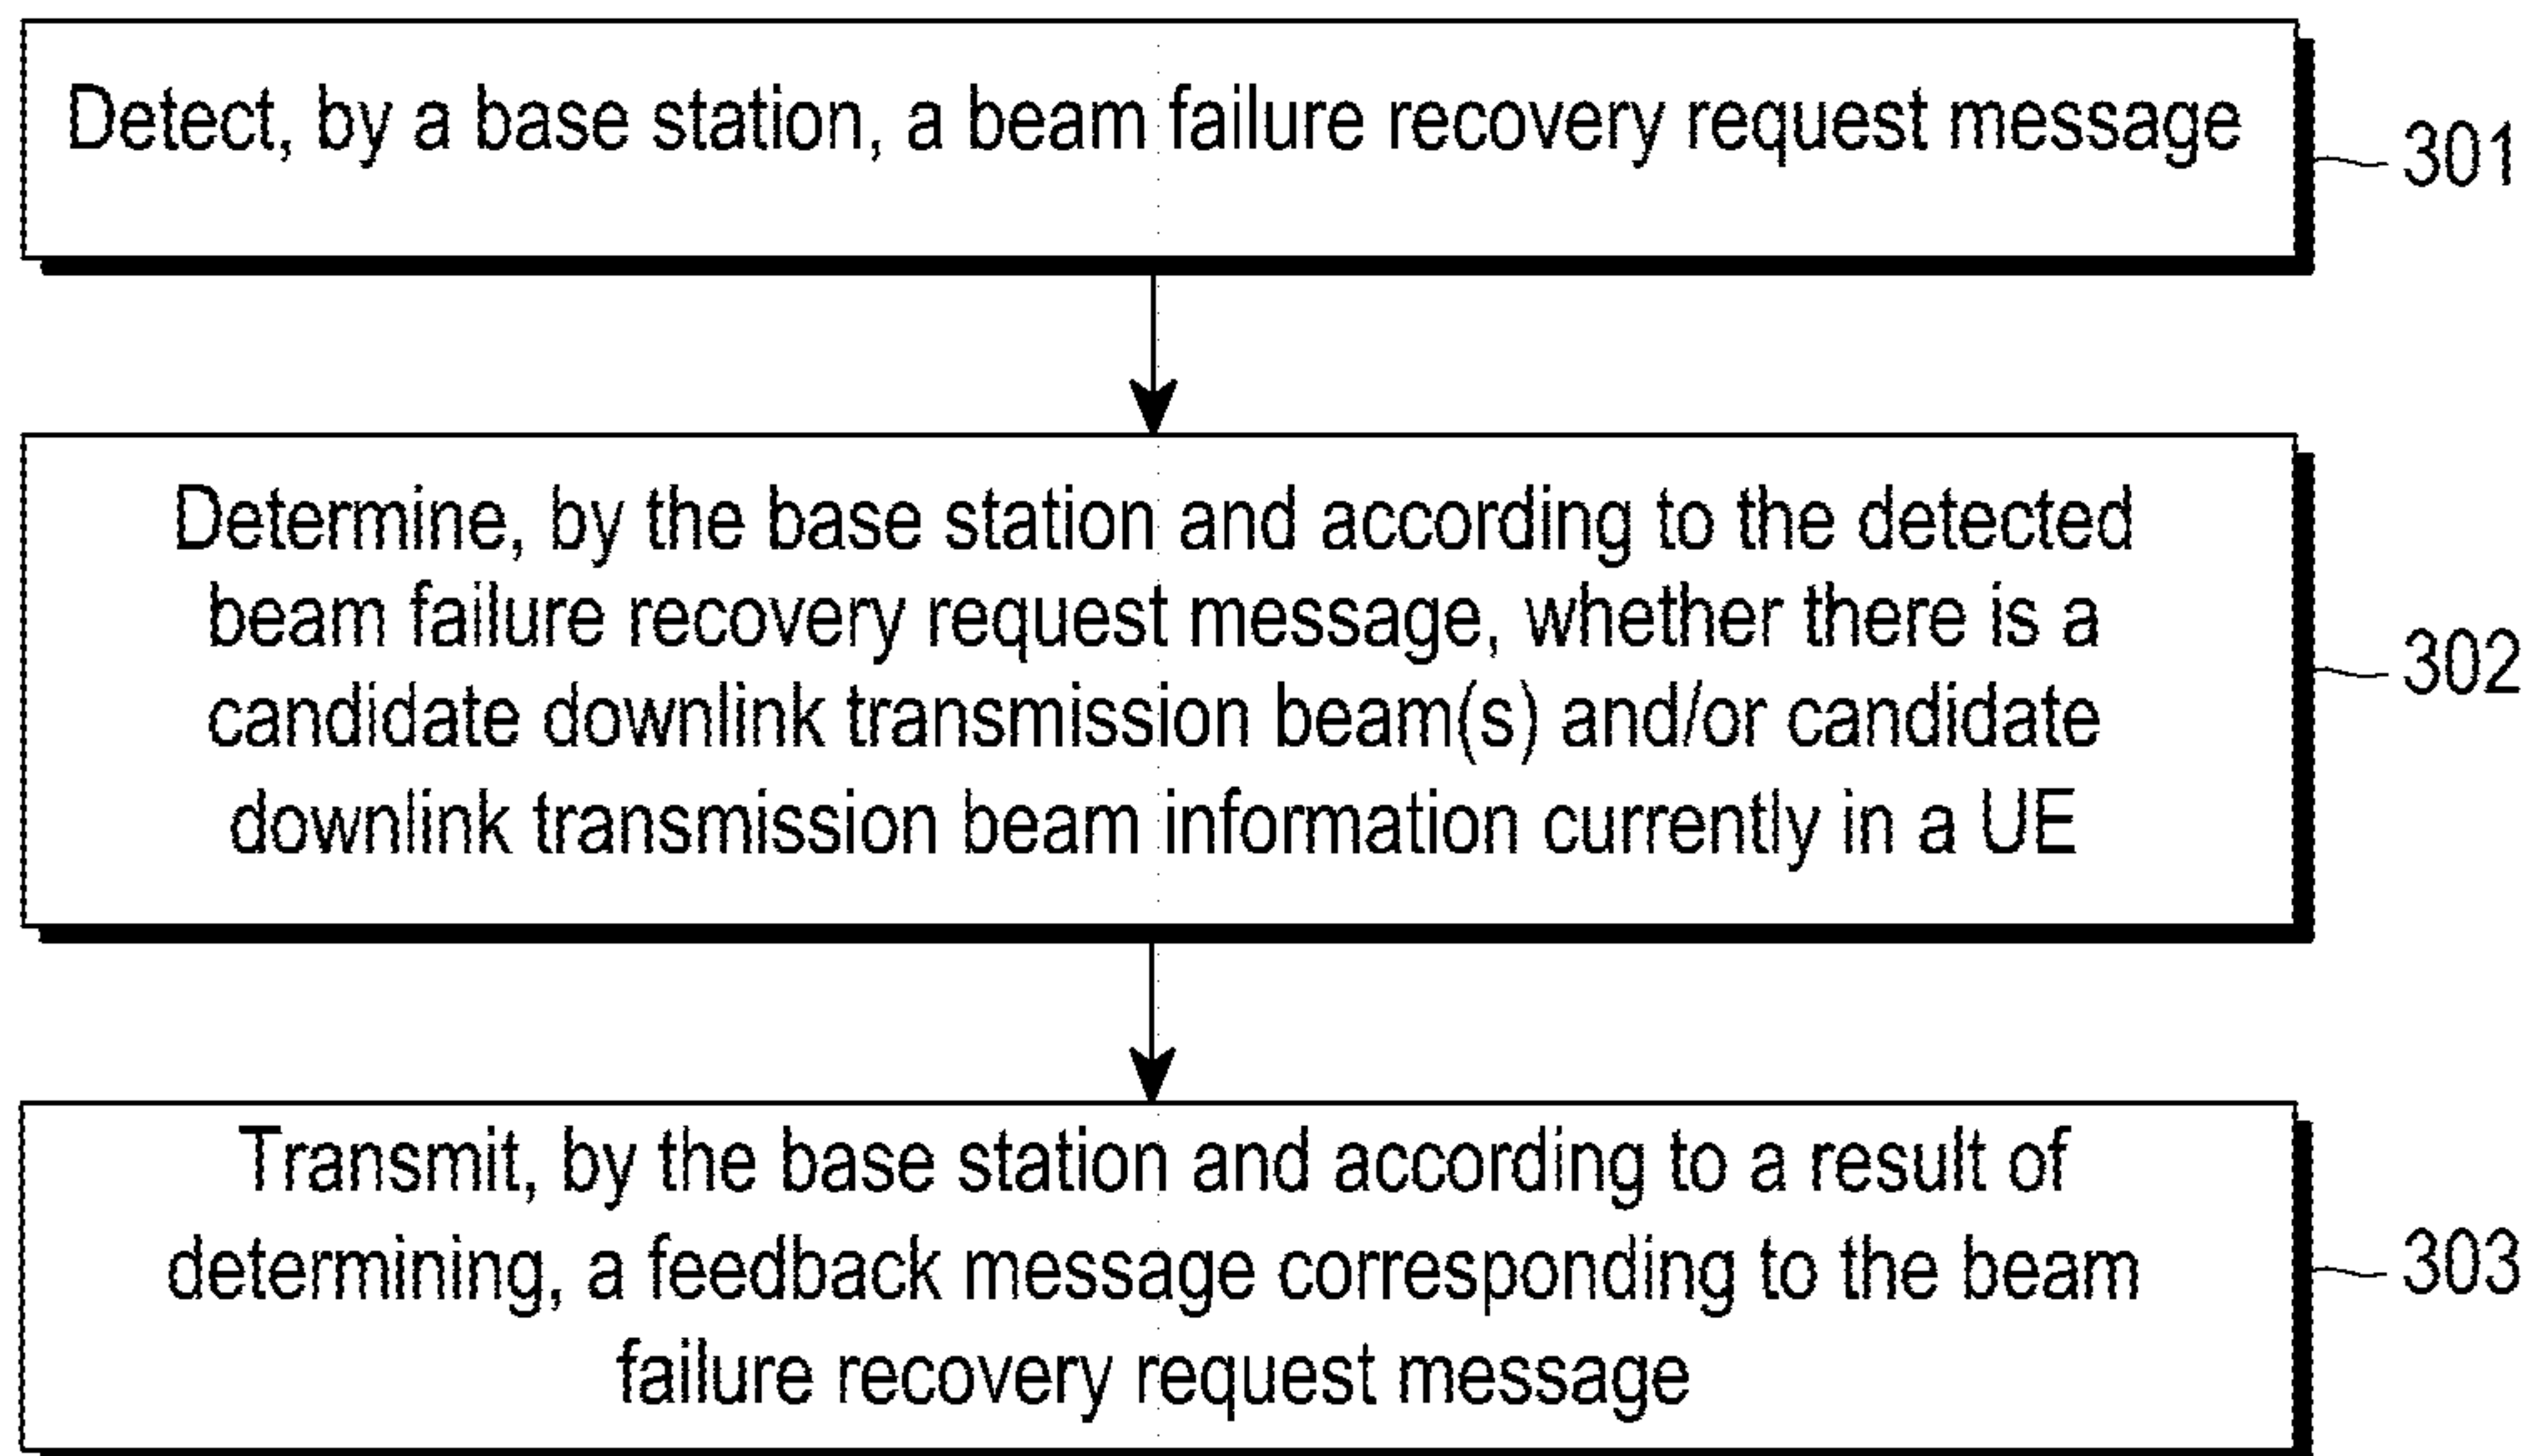 Detect, by a base station, a beam failure recovery request message
301
Determine, by the base station and according to the detected
beam failure recovery request message, whether there is a
candidate downlink transmission beam(s) and/or candidate
downlink transmission beam information currently in a UE
302
Transmit, by the base station and according to a result of
determining, a feedback message corresponding to the beam
failure recovery request message
303